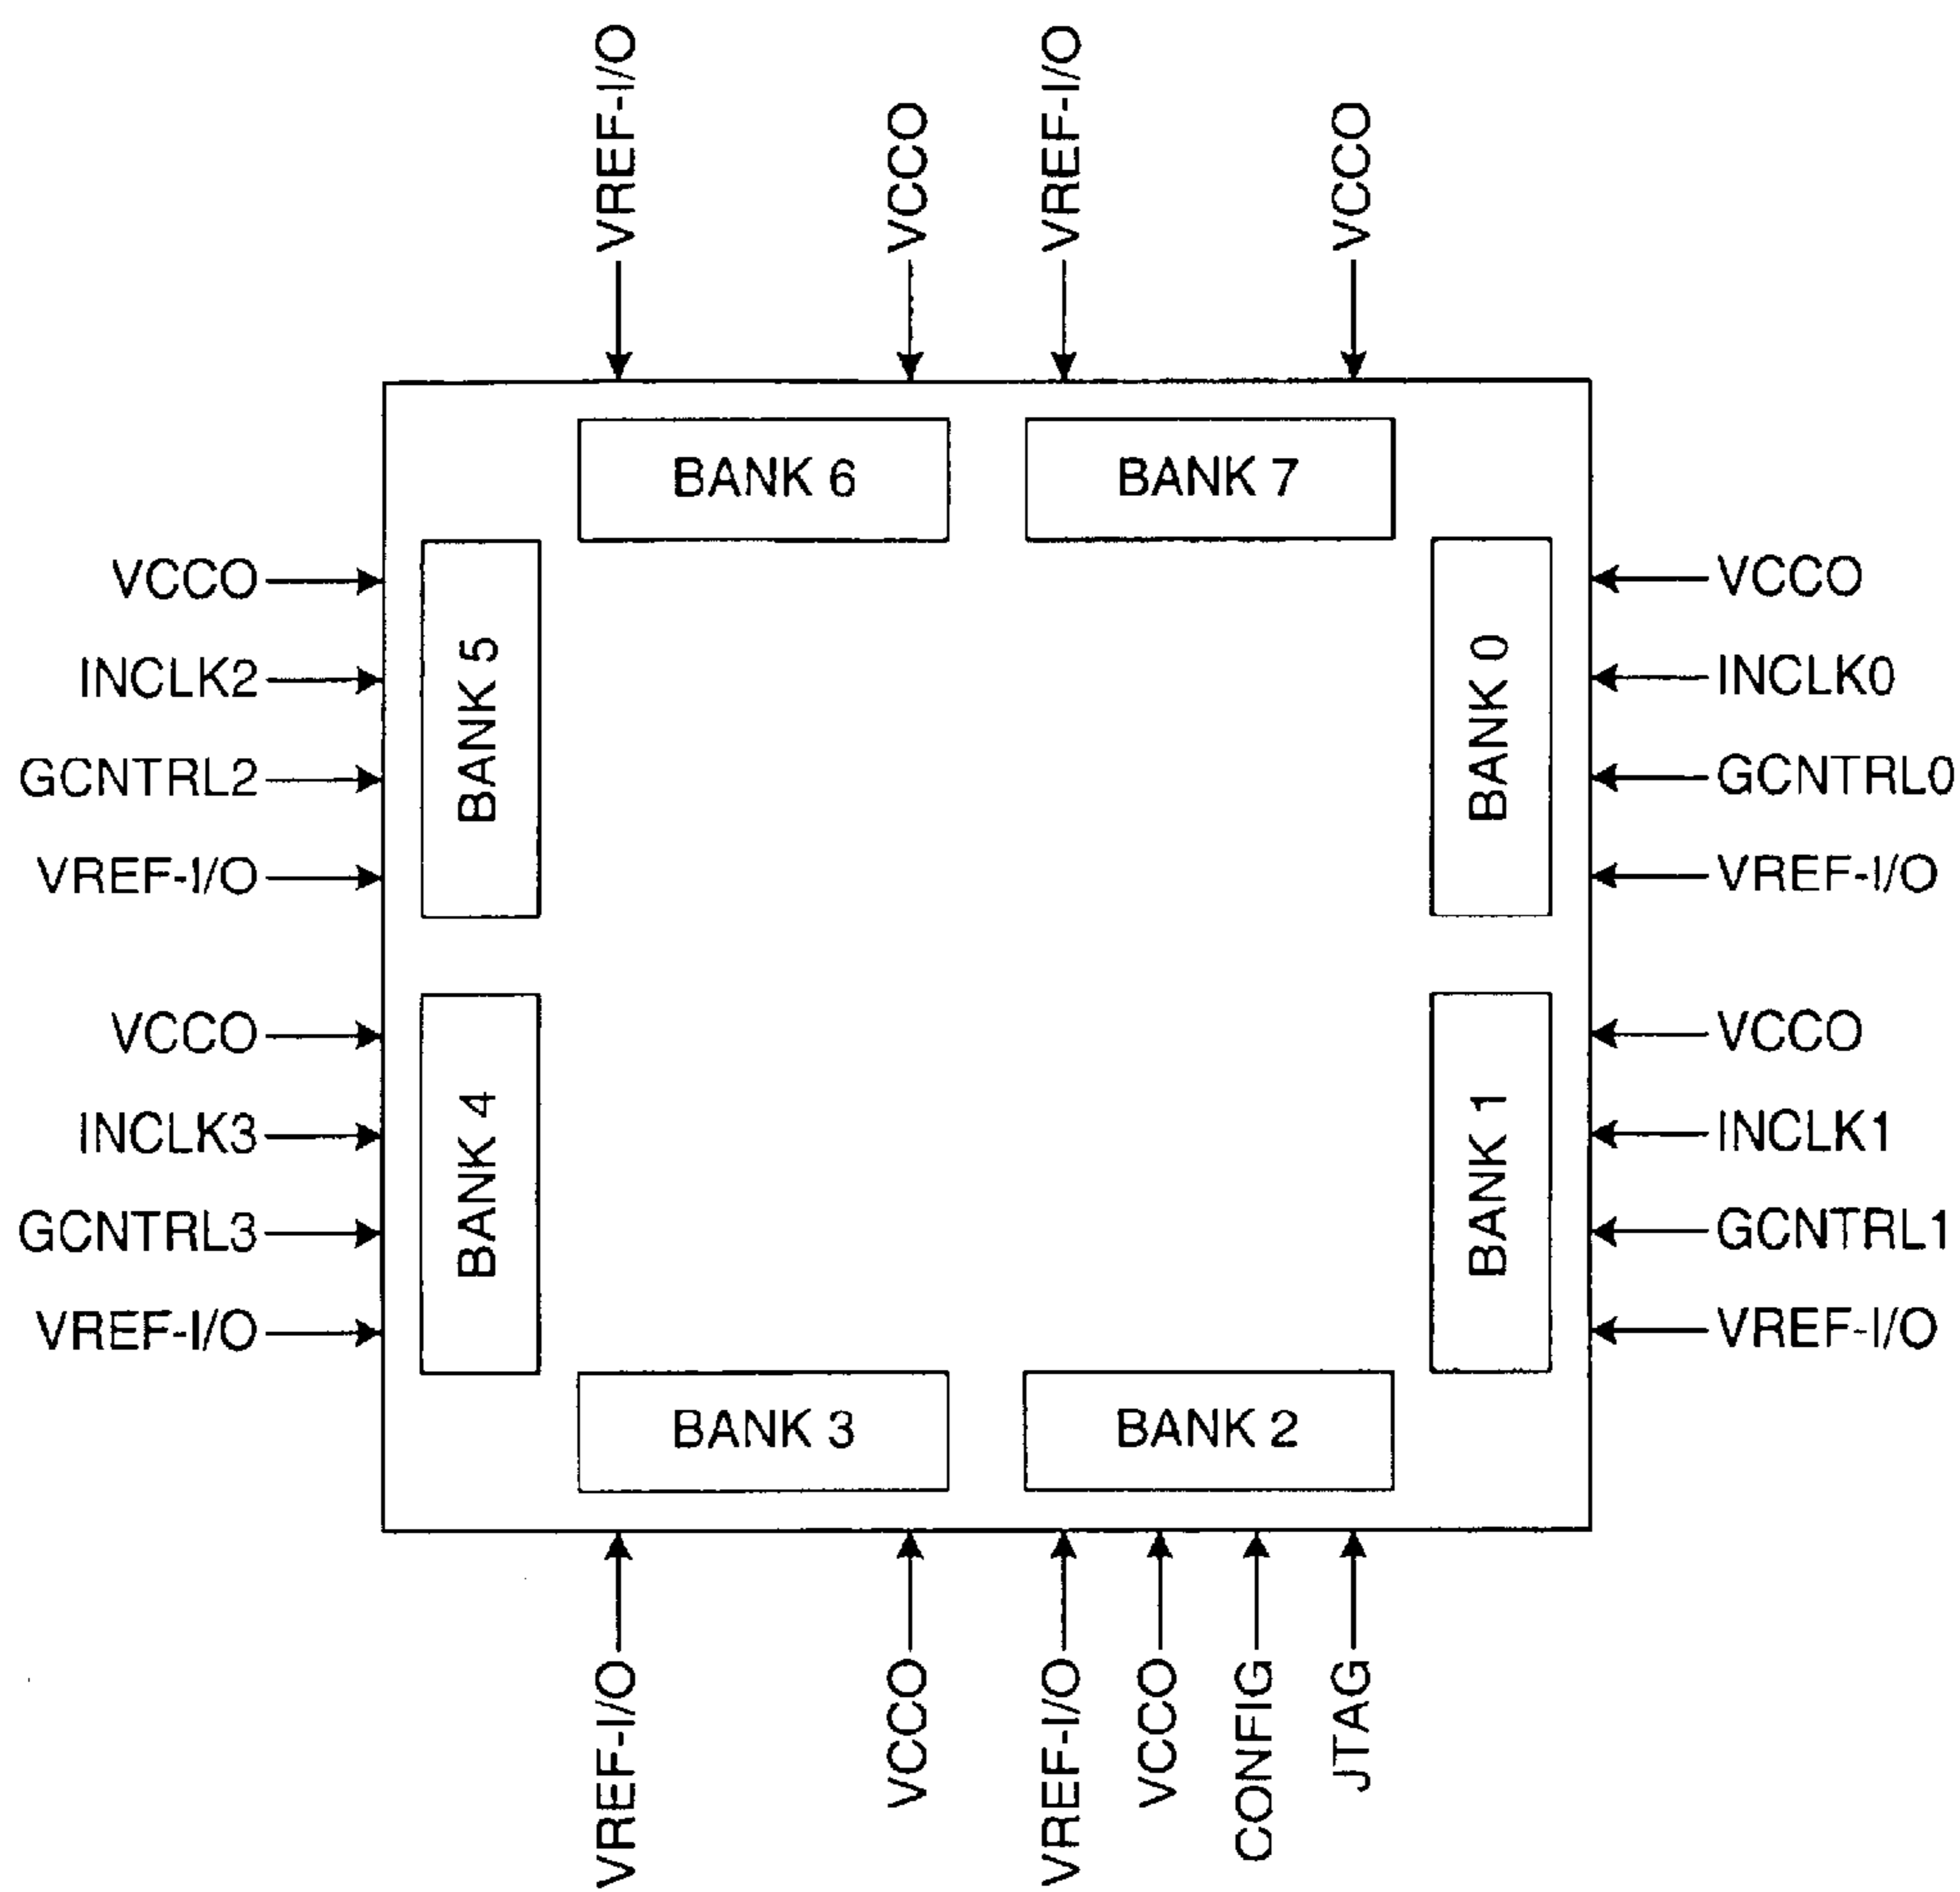 VREF-I/O
VCCO
VREF-I/O
VCCO
BANK 6
BANK 7
VCCO
INCLK2
GCNTRL2
VREF-I/O
BANK 5
BANK 0
VCCO
INCLK0
GCNTRL0
VREF-I/O
VCCO
INCLK3
GCNTRL3
VREF-I/O
BANK 4
BANK 1
VCCO
INCLK1
GCNTRL1
VREF-I/O
BANK 3
BANK 2
VREF-I/O
VCCO
VREF-I/O
VCCO
CONFIG
JTAG